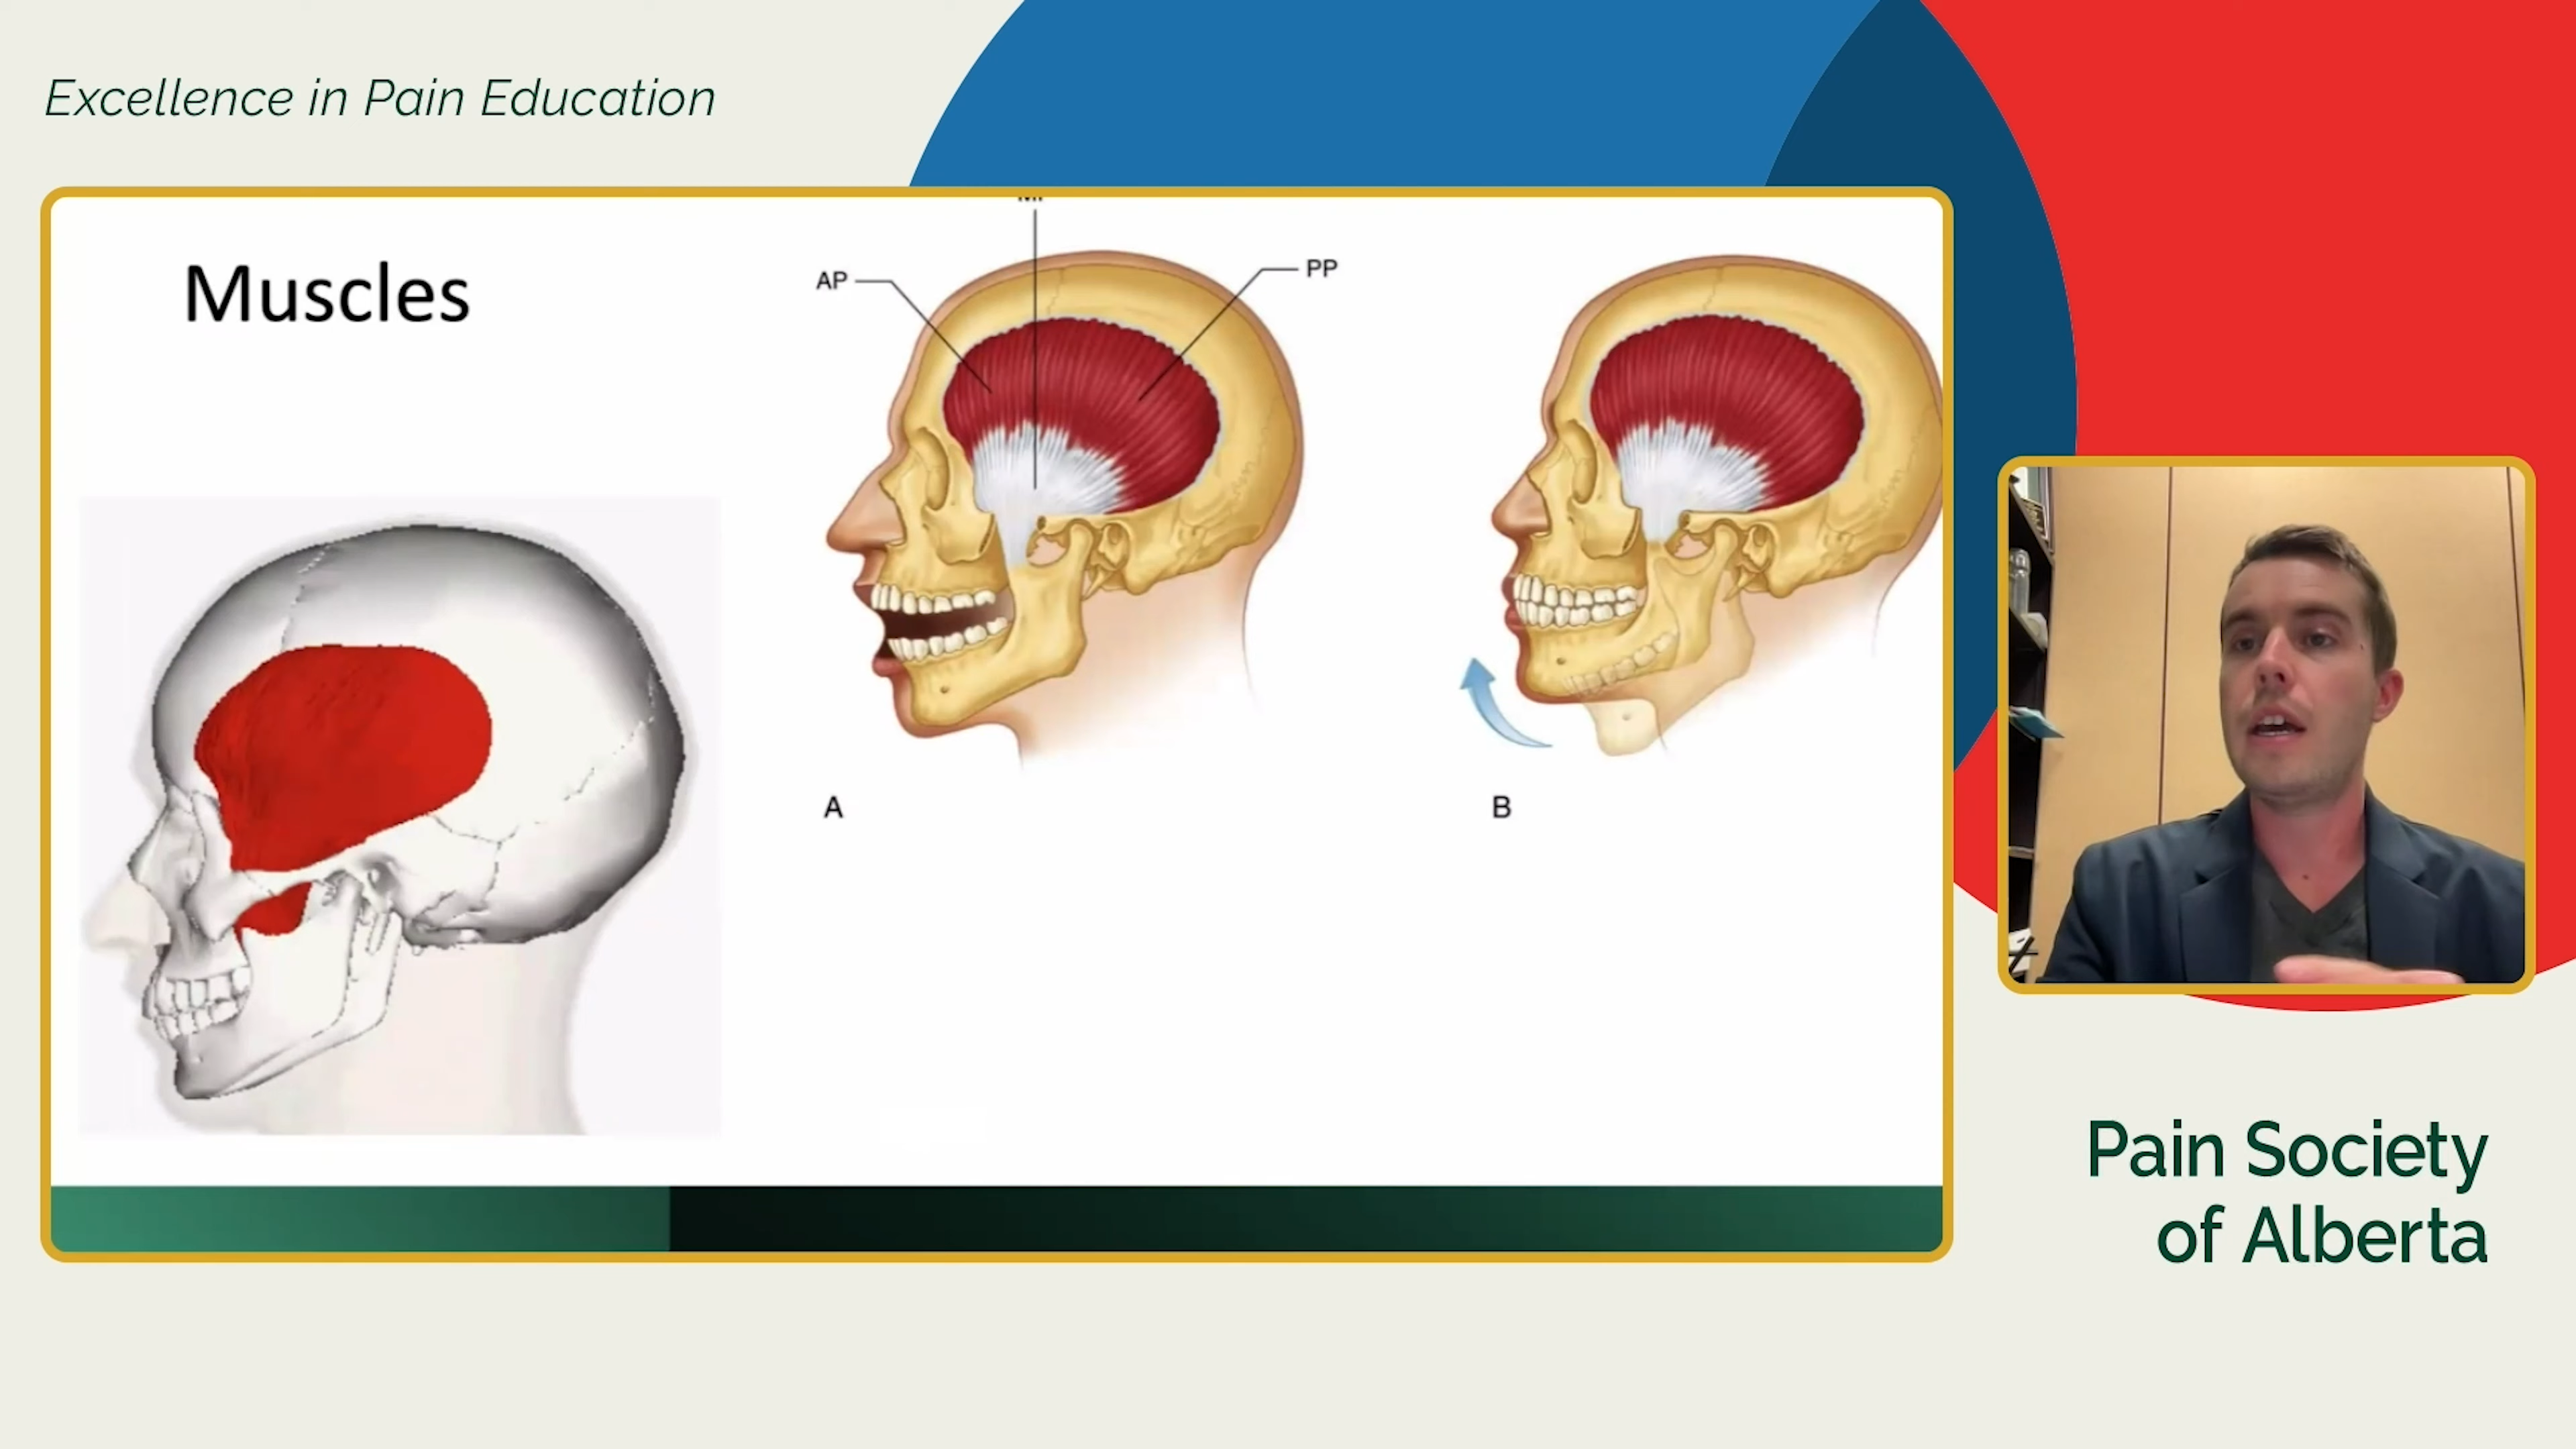 Excellence in Pain Education
Muscles
AP
PP
A
B
Pain Society
of Alberta